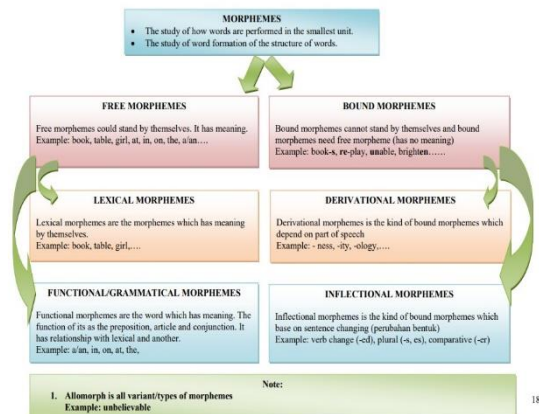 MORPHEMES
• The study of how words are performed in the smallest unit.
• The study of word formation of the structure of words.
FREE MORPHEMES
Free morphemes could stand by themselves. It has meaning.
Example: book, table, girl, at, in, on, the, a/an….
BOUND MORPHEMES
Bound morphemes cannot stand by themselves and bound
morphemes need free morpheme (has no meaning)
Example: book-s, re-play, unable, brighten……
LEXICAL MORPHEMES
Lexical morphemes are the morphemes which has meaning
by themselves.
Example: book, table, girl,….
DERIVATIONAL MORPHEMES
Derivational morphemes is the kind of bound morphemes which
depend on part of speech
Example: - ness, -ity, -ology,….
FUNCTIONAL/GRAMMATICAL MORPHEMES
Functional morphemes are the word which has meaning. The
function of its as the preposition, article and conjunction. It
has relationship with lexical and another.
Example: a/an, in, on, at, the,
INFLECTIONAL MORPHEMES
Inflectional morphemes is the kind of bound morphemes which
base on sentence changing (perubahan bentuk)
Example: verb change (-ed), plural (-s, es), comparative (-er)
Note:
1. Allomorph is all variant/types of morphemes
Example: unbelievable
18